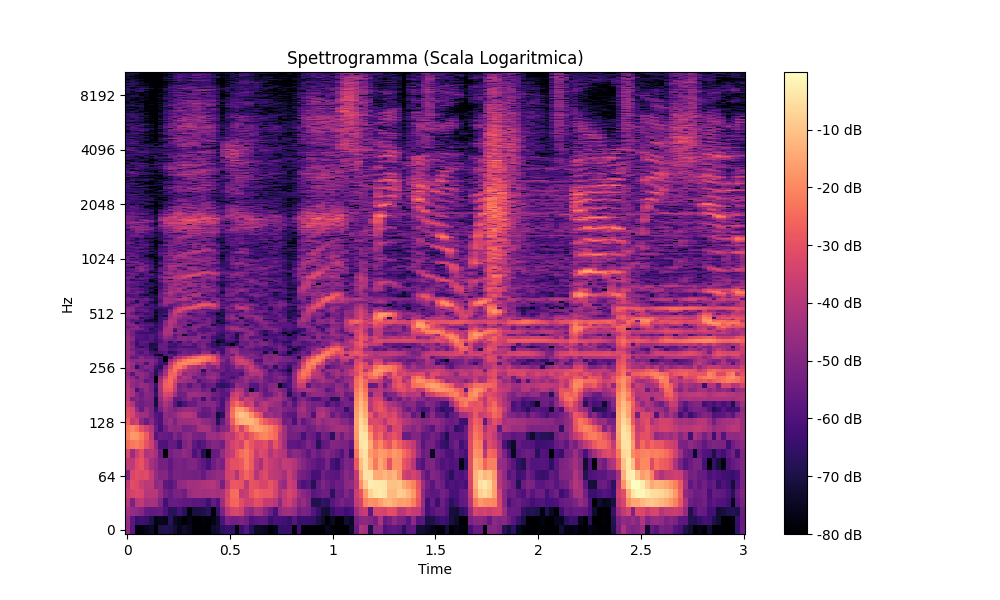 Spettrogramma (Scala Logaritmica)
8192
4096
2048
1024
512
256
128
64
0
Hz
0
0.5
1
1.5
2
2.5
3
Time
-10 dB
-20 dB
-30 dB
-40 dB
-50 dB
-60 dB
-70 dB
-80 dB